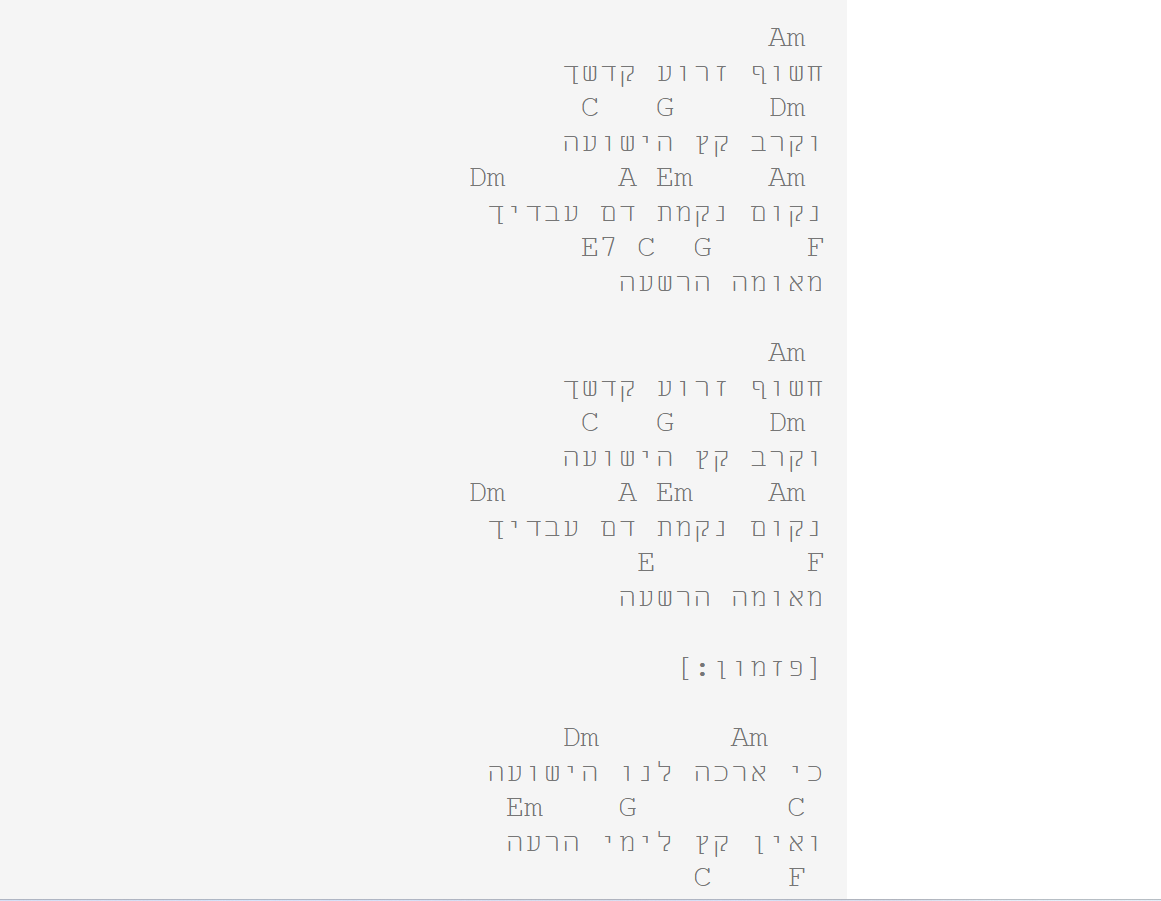 Am
חשוף זרוע קדשך
C G Dm
וקרב קץ הישועה
Dm A Em Am
נקום נקמת דם עבדיך
E7 C G F
מאומה הרשעה
Am
חשוף זרוע קדשך
C G Dm
וקרב קץ הישועה
Dm A Em Am
נקום נקמת דם עבדיך
E F
מאומה הרשעה
[פזמון:]
Dm Am
כי ארכה לנו הישועה
Em G C
ואין קץ לימי הרעה
C F